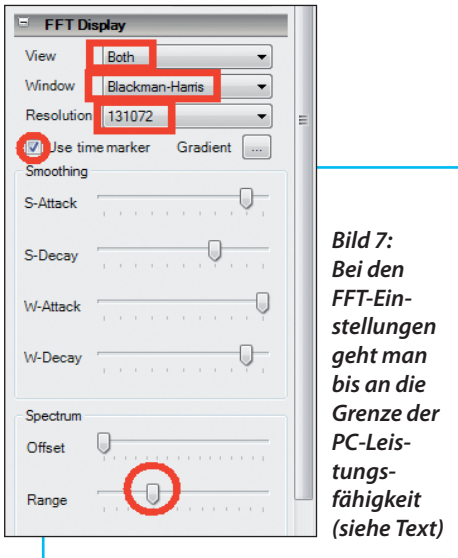 FFT Display
View Both
Window Blackman-Harris
Resolution 131072
Use time marker Gradient ...
Smoothing
S-Attack
S-Decay
W-Attack
W-Decay
Spectrum
Offset
Range
Bild 7:
Bei den
FFT-Ein-
stellungen
geht man
bis an die
Grenze der
PC-Leis-
tungs-
fähigkeit
(siehe Text)